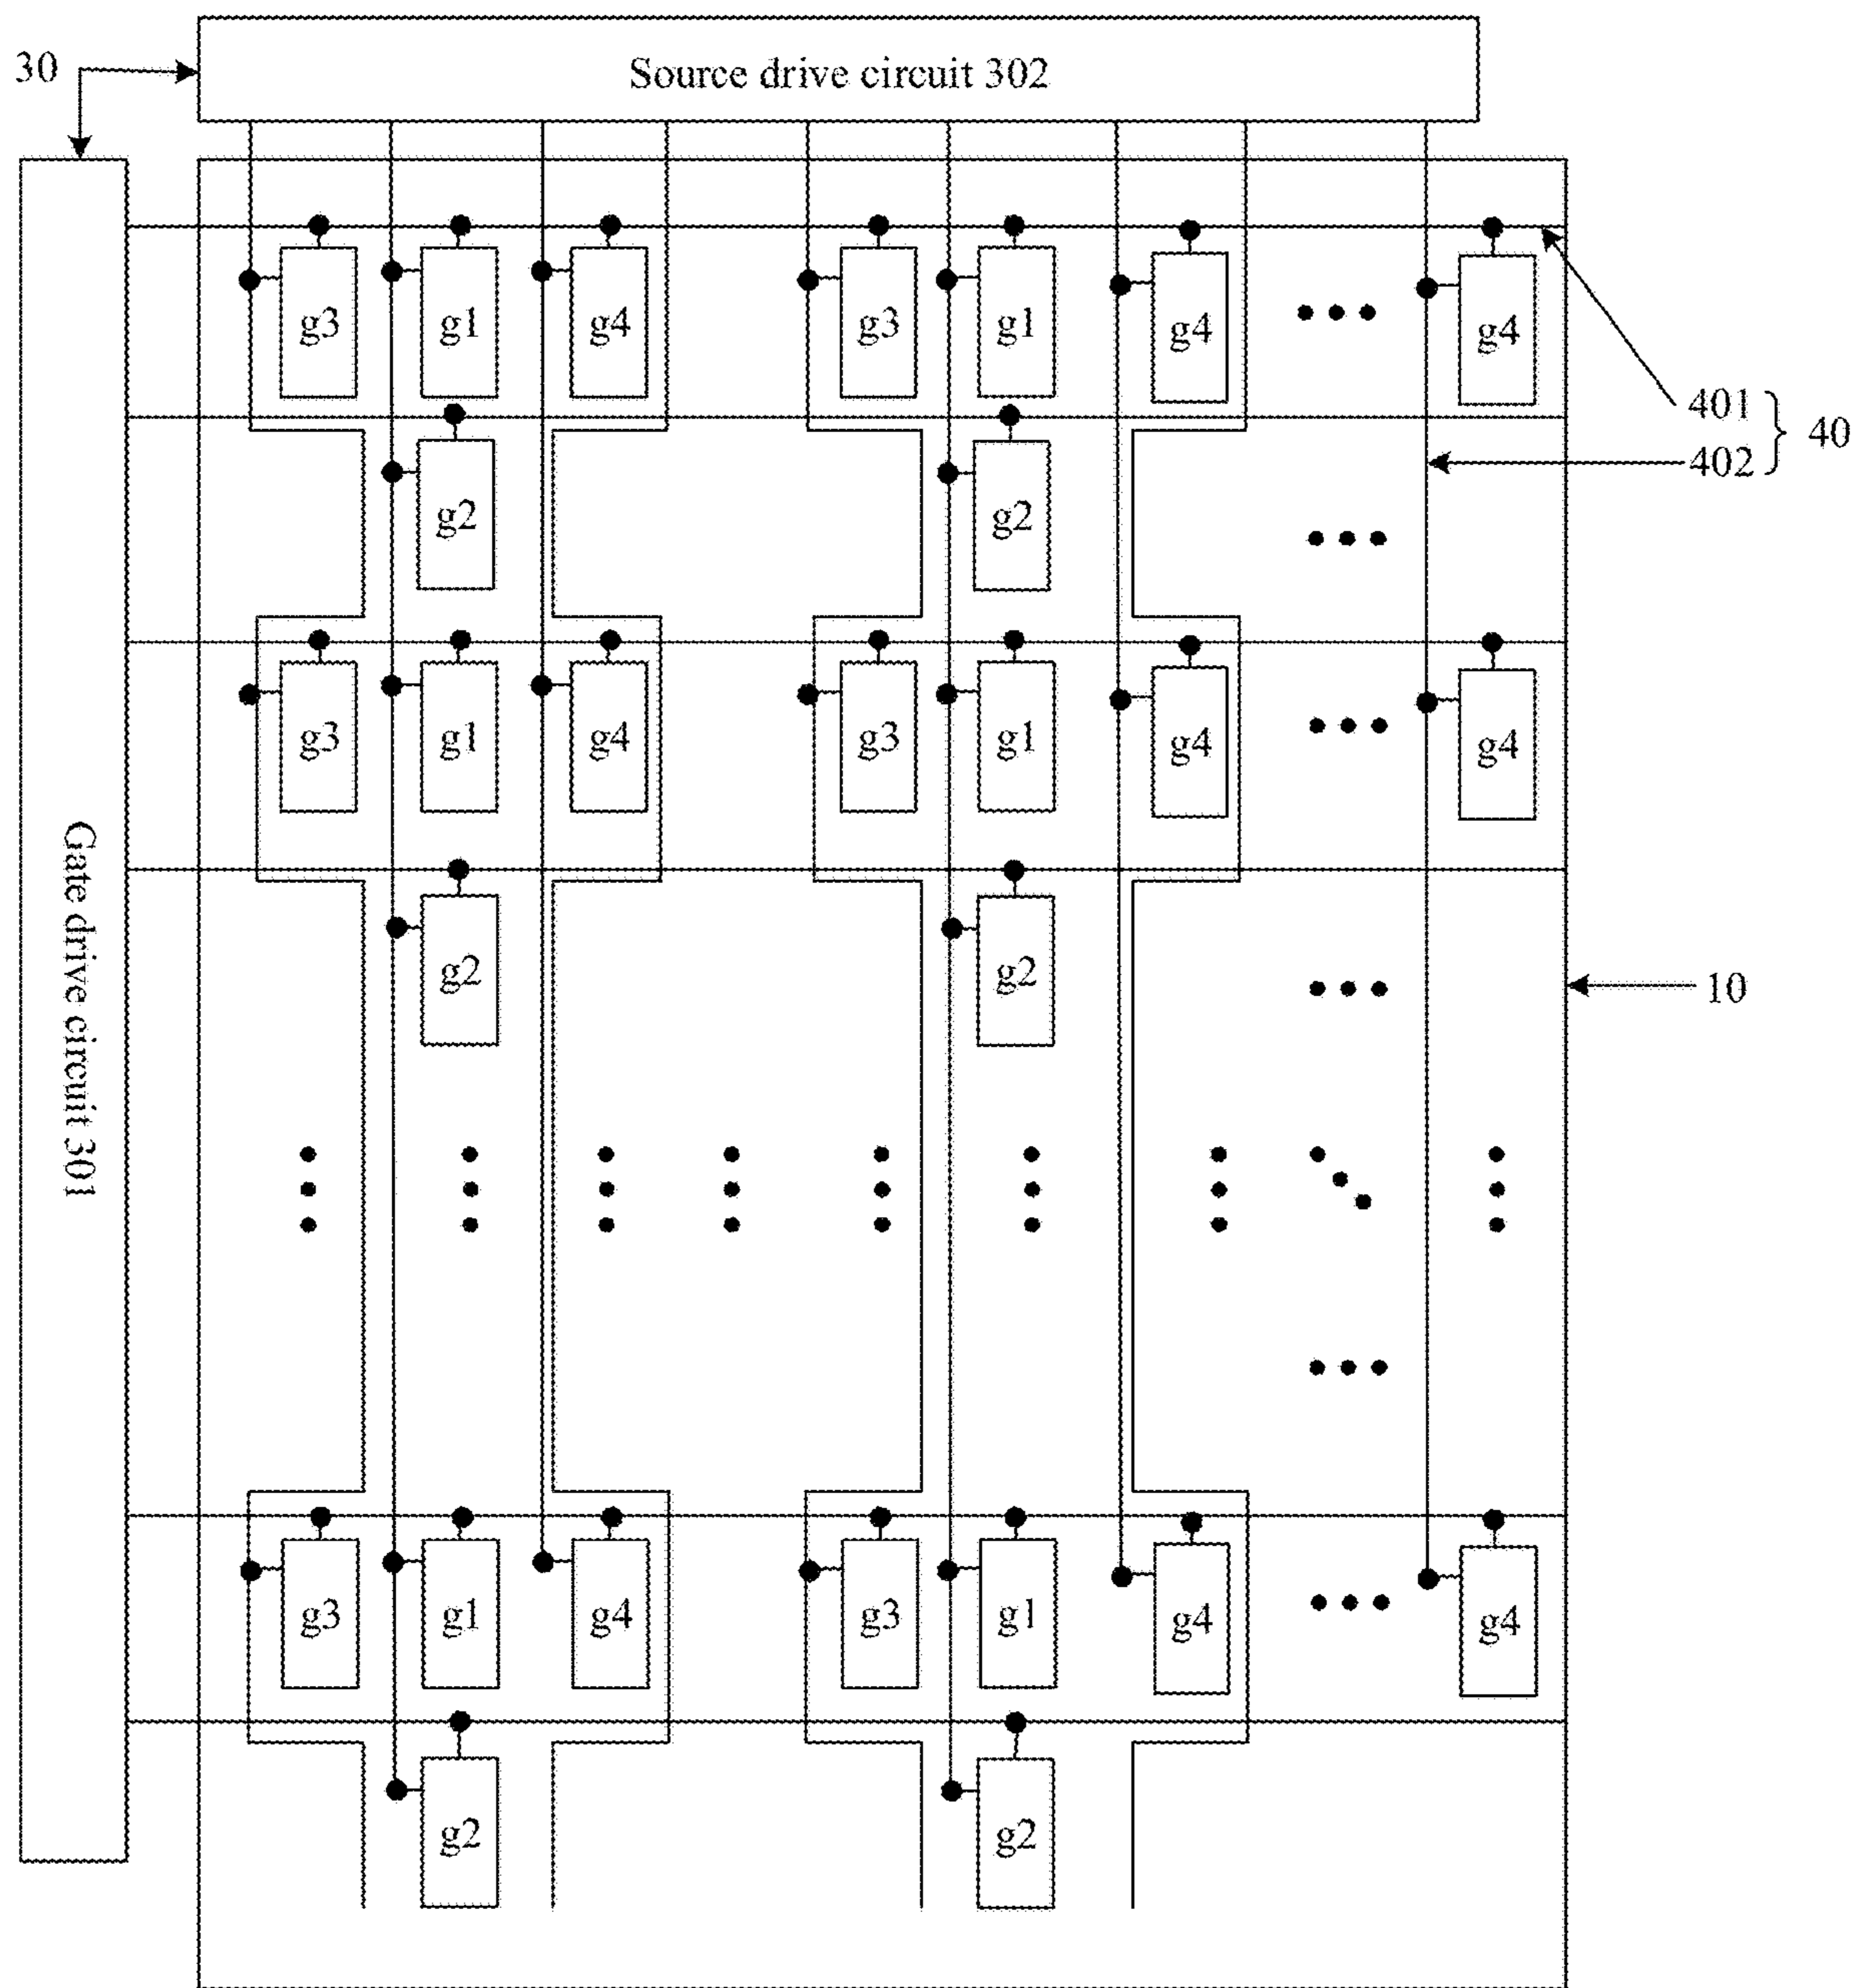 30
Source drive circuit 302
g3 g1 g4 g3 g1 g4 g4
401
40
402
g2 g2
g3 g1 g4 g3 g1 g4 g4
Gate drive circuit 301
g2 g2
10
g3 g1 g4 g3 g1 g4 g4
g2 g2